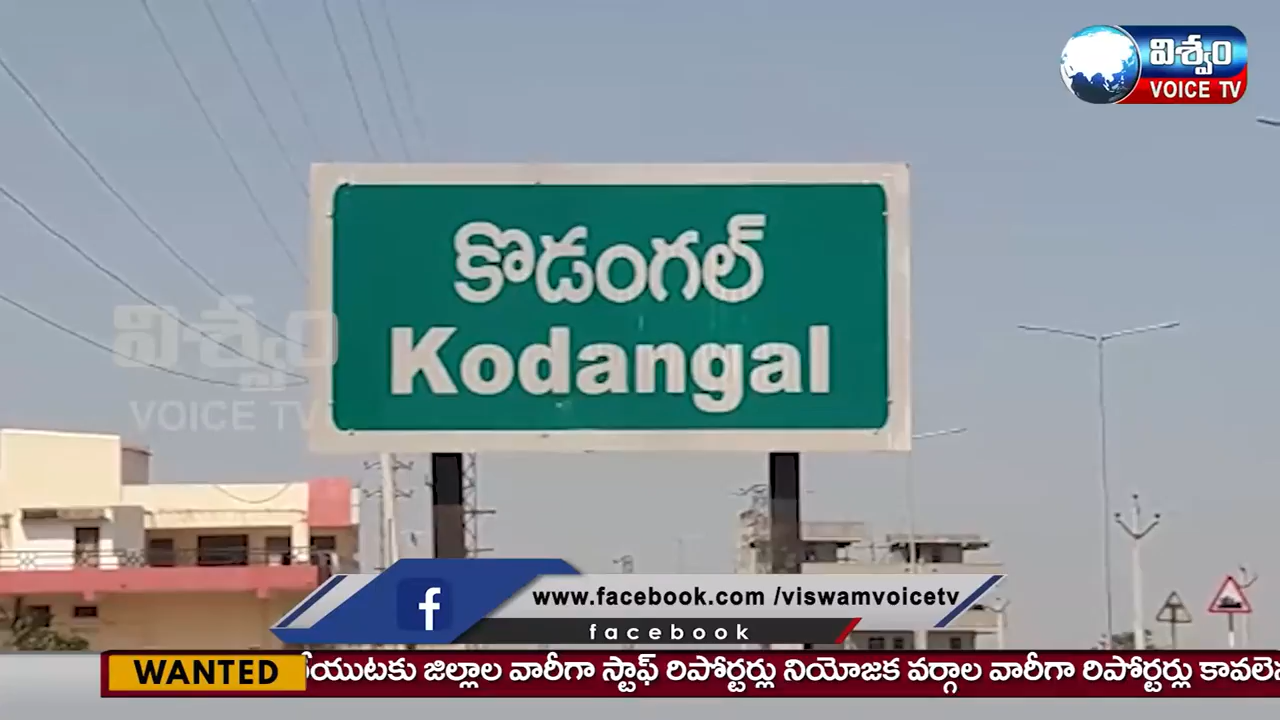 విశ్వం
VOICE TV
కొడంగల్
Kodangal
విశ్వం
VOICE TV
f
www.facebook.com /viswamvoicetv
facebook
WANTED
జిల్లాల వారీగా స్టాఫ్ రిపోర్టర్లు నియోజక వర్గాల వారీగా రిపోర్టర్లు